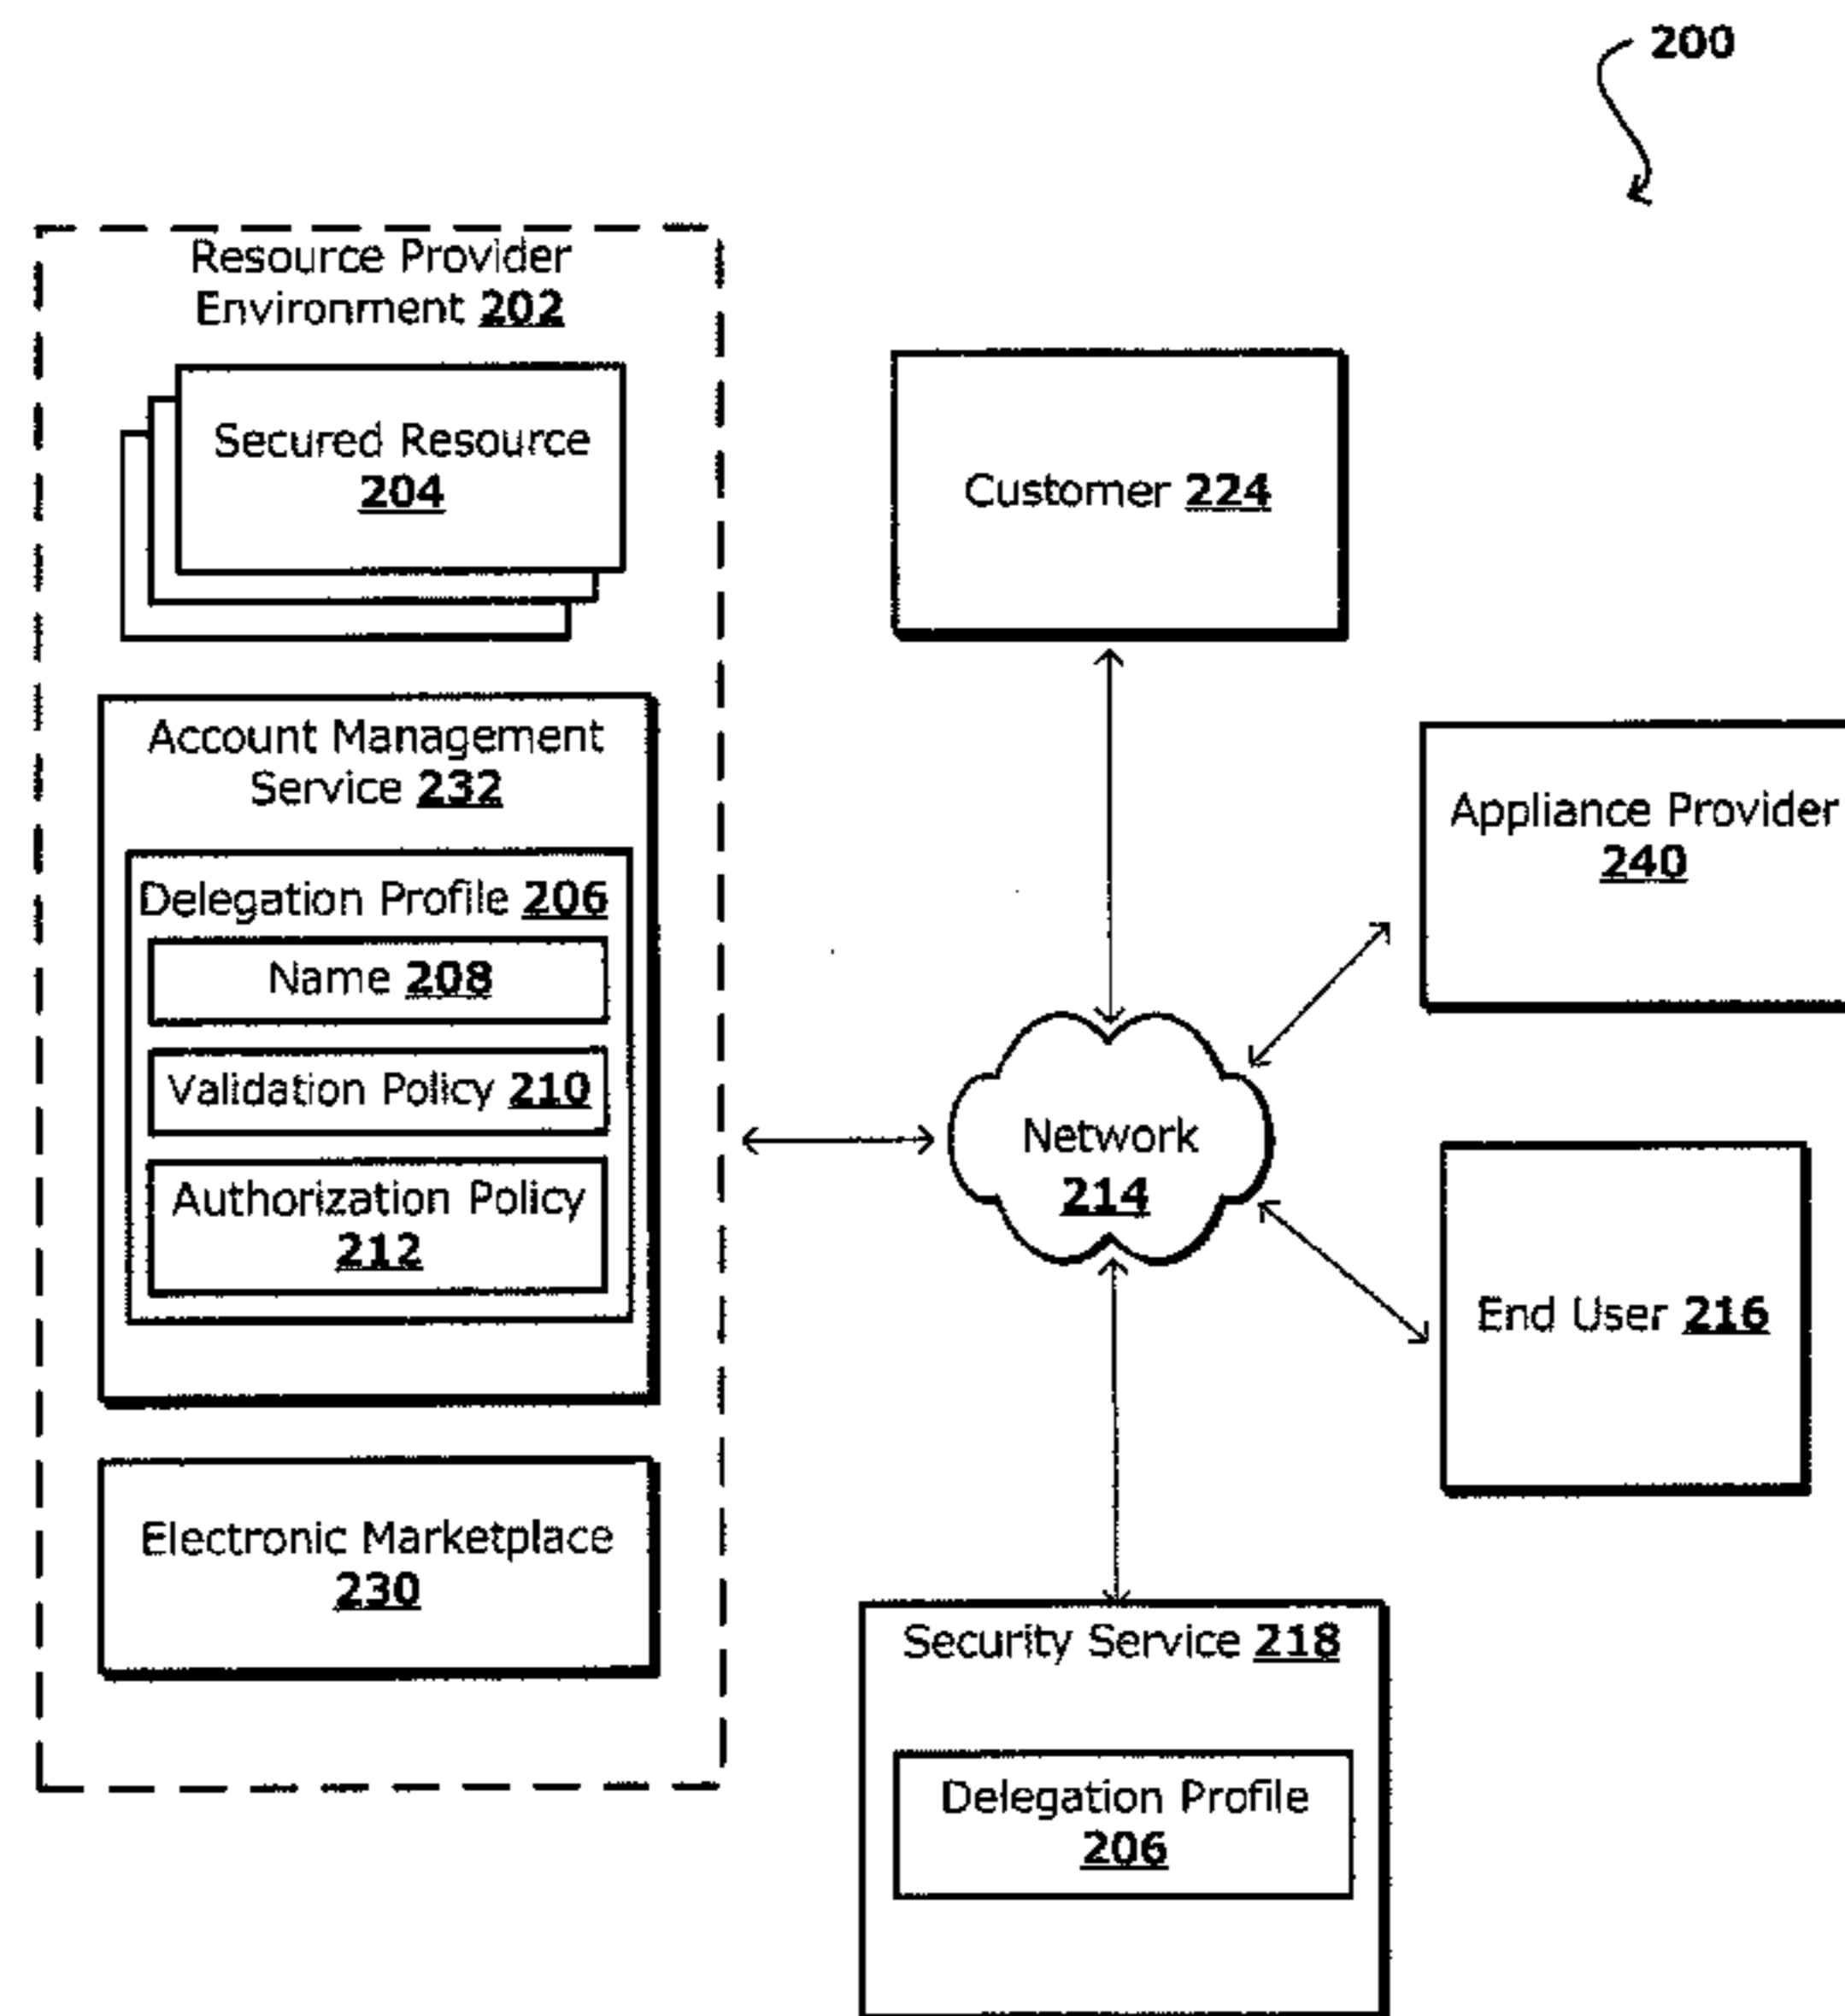 200
Resource Provider
Environment 202
Secured Resource
204
Account Management
Service 232
Delegation Profile 206
Name 208
Validation Policy 210
Authorization Policy
212
Electronic Marketplace
230
Customer 224
Appliance Provider
240
Network
214
End User 216
Security Service 218
Delegation Profile
206